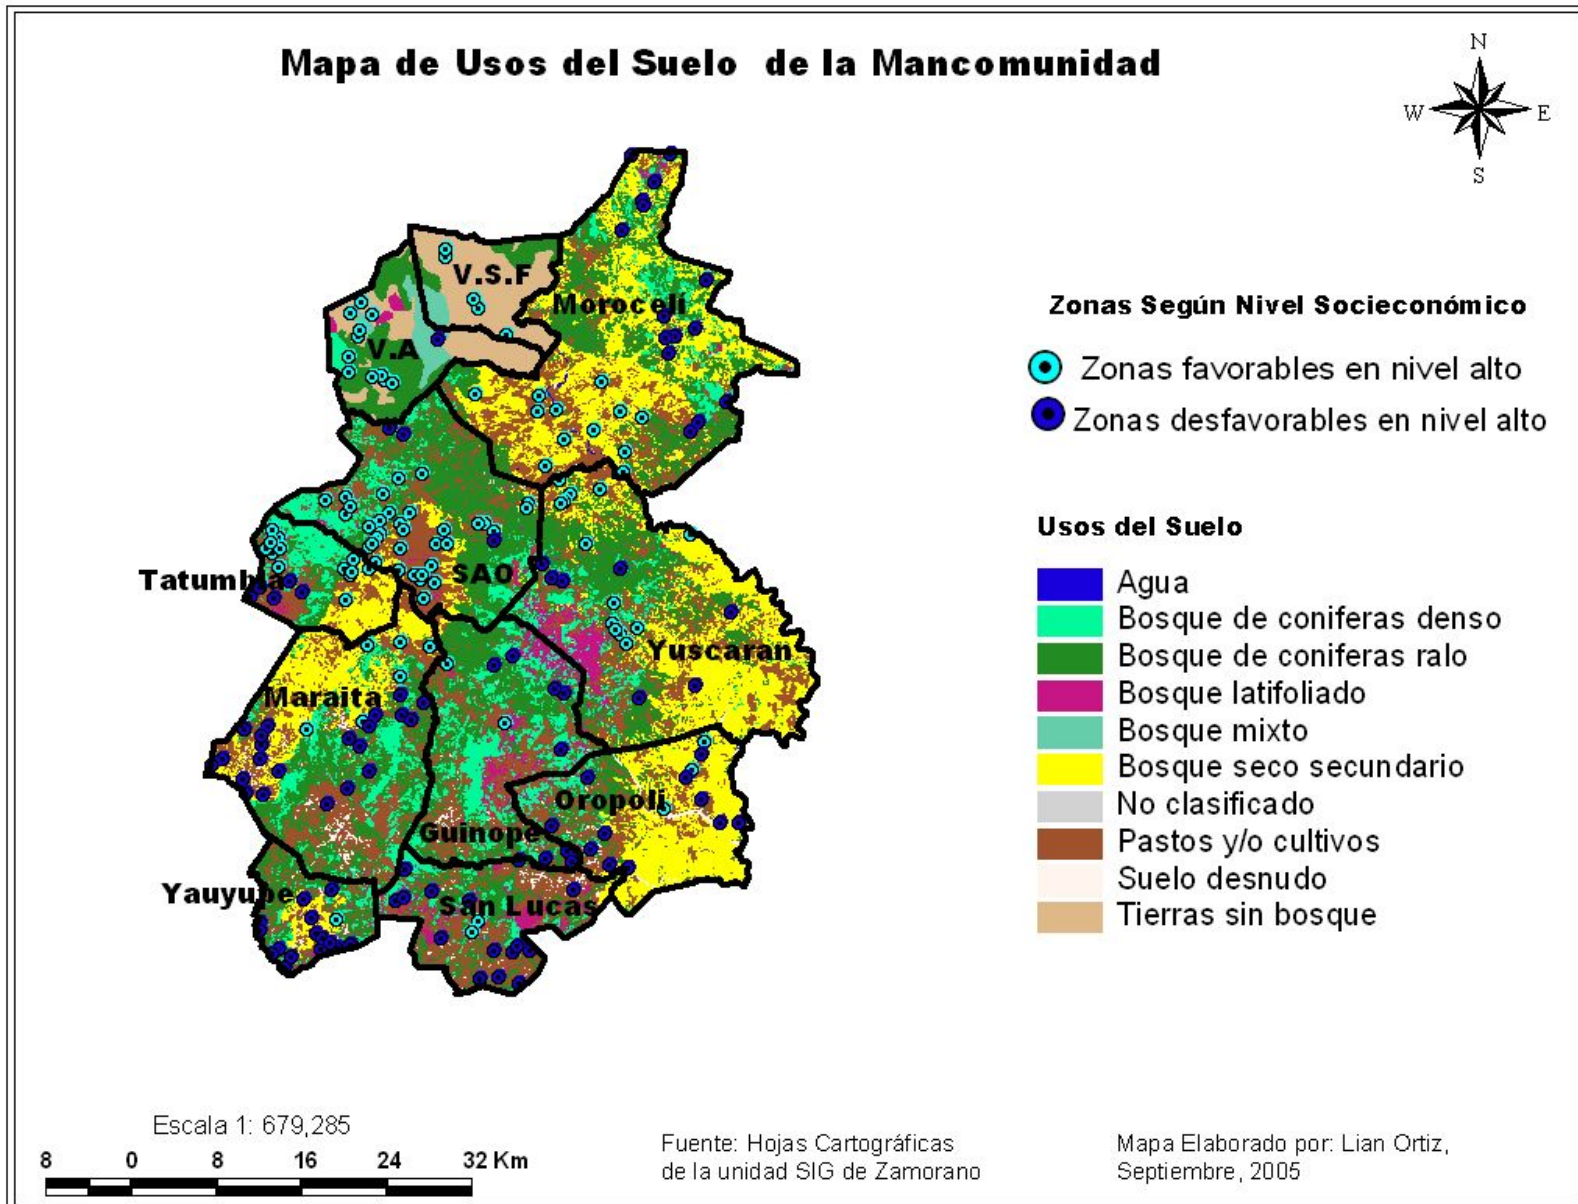 Mapa de Usos del Suelo de la Mancomunidad
N
W
E
S
V.S.F
Moroceli
V.A
Tatumbla
SAO
Yuscaran
Maraita
Oropoli
Guinope
Yauyupe
San Lucas
Zonas Según Nivel Socieconómico
Zonas favorables en nivel alto
Zonas desfavorables en nivel alto
Usos del Suelo
Agua
Bosque de coniferas denso
Bosque de coniferas ralo
Bosque latifoliado
Bosque mixto
Bosque seco secundario
No clasificado
Pastos y/o cultivos
Suelo desnudo
Tierras sin bosque
Escala 1: 679,285
8 0 8 16 24 32 Km
Fuente: Hojas Cartográficas
de la unidad SIG de Zamorano
Mapa Elaborado por: Lian Ortiz,
Septiembre, 2005